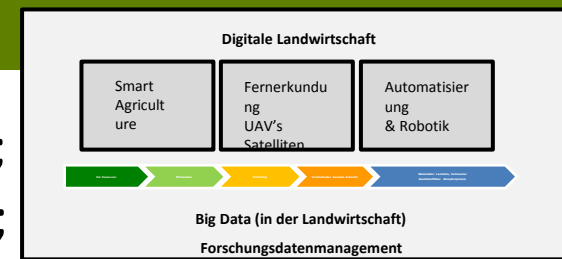 Digitale Landwirtschaft
Smart
Agricult
ure
Fernerkundu
ng
UAV's
Satelliten
Automatisier
ung
& Robotik
Big Data (in der Landwirtschaft)
Forschungsdatenmanagement